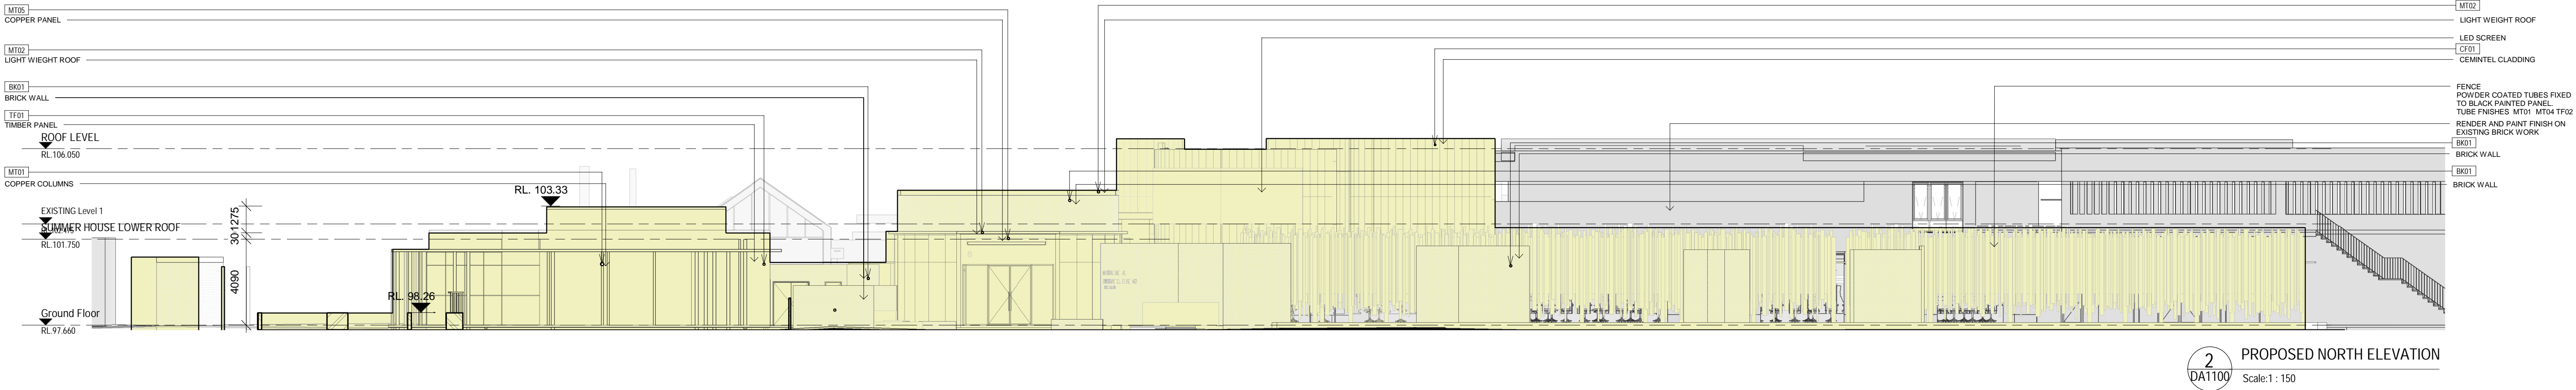 MT05
COPPER PANEL
MT02
LIGHT WIEGHT ROOF
BK01
BRICK WALL
TF01
TIMBER PANEL
ROOF LEVEL
RL.106.050
MT01
COPPER COLUMNS
EXISTING Level 1
SUMMER HOUSE LOWER ROOF
RL.101.750
Ground Floor
RL.97.660
1275
301
4090
RL. 103.33
RL. 98.26
MT02
LIGHT WEIGHT ROOF
LED SCREEN
CF01
CEMINTEL CLADDING
FENCE
POWDER COATED TUBES FIXED
TO BLACK PAINTED PANEL.
TUBE FNISHES MT01 MT04 TF02
RENDER AND PAINT FINISH ON
EXISTING BRICK WORK
BK01
BRICK WALL
BK01
BRICK WALL
2
DA1100
PROPOSED NORTH ELEVATION
Scale:1 : 150